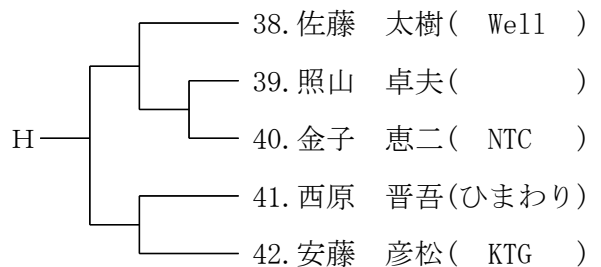 38.佐藤　太樹(　Well　)
39.照山　卓夫(　　　　)
H
40.金子　恵二(　NTC　)
41.西原　晋吾(ひまわり)
42.安藤　彦松(　KTG　)